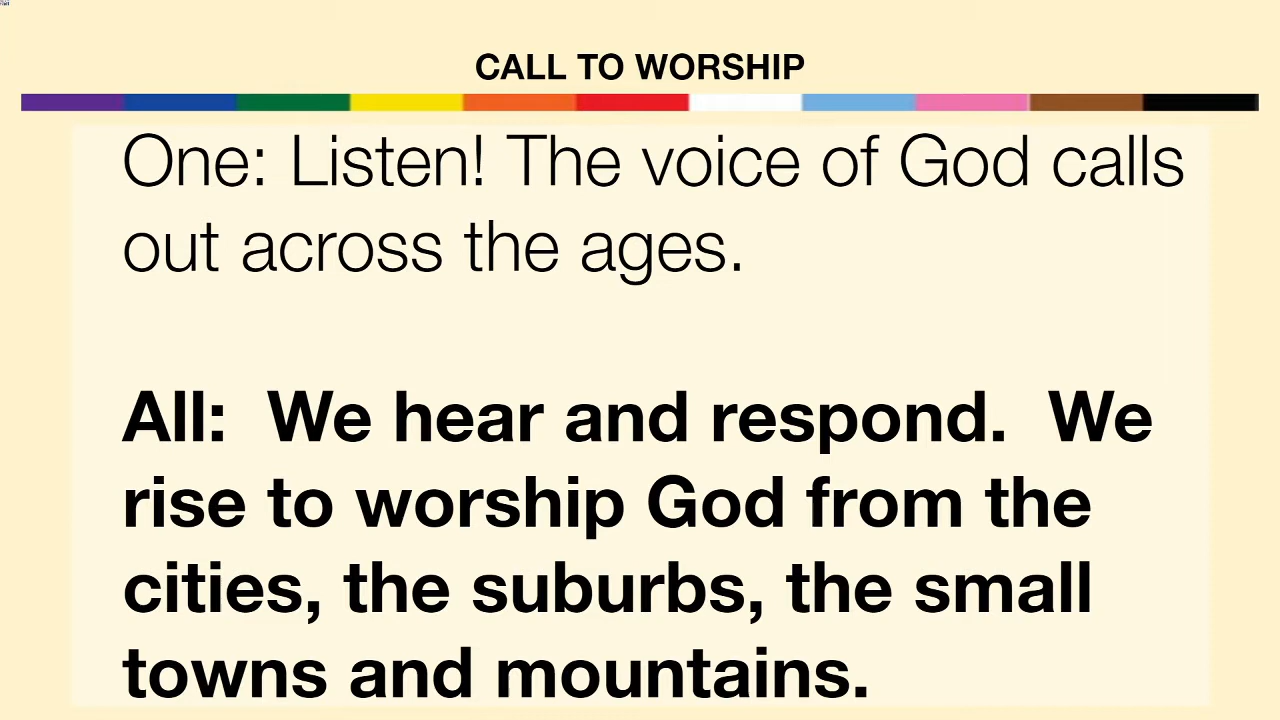 CALL TO WORSHIP
One: Listen! The voice of God calls
out across the ages.
All:  We hear and respond.  We
rise to worship God from the
cities, the suburbs, the small
towns and mountains.